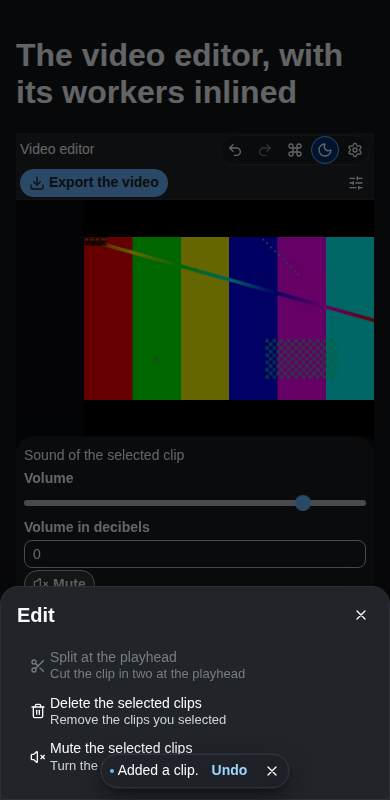 The video editor, with
its workers inlined
Video editor
Export the video
Sound of the selected clip
Volume
Volume in decibels
0
Mute
Edit
Split at the playhead
Cut the clip in two at the playhead
Delete the selected clips
Remove the clips you selected
Mute the selected clips
Turn the
Added a clip. Undo